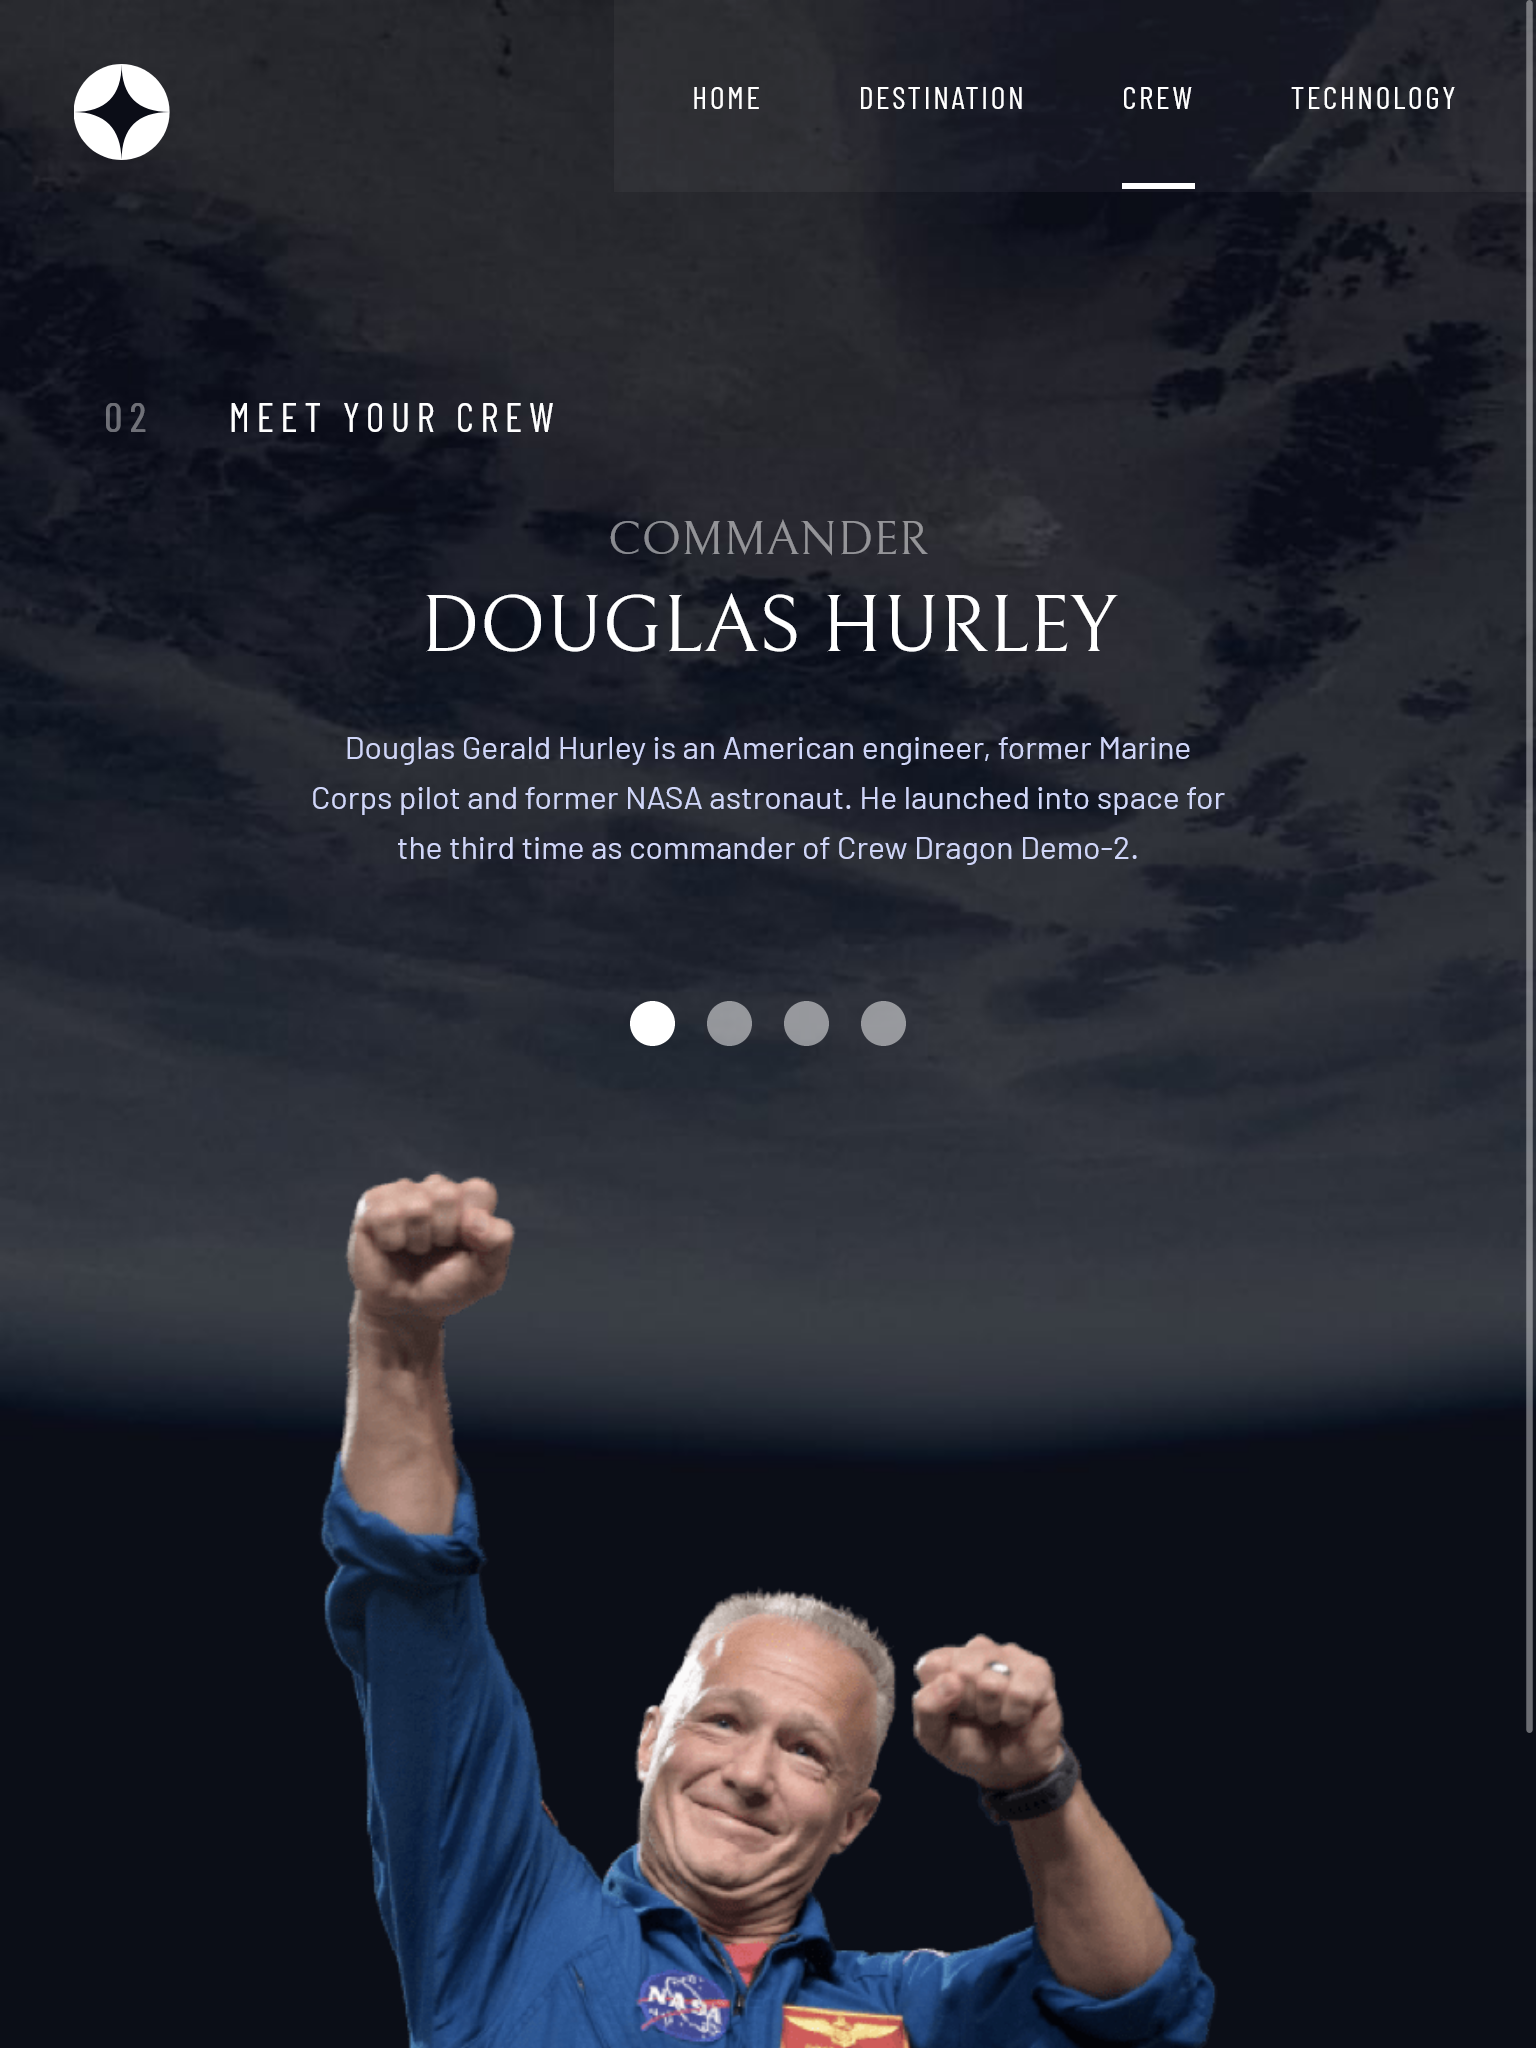 HOME DESTINATION CREW TECHNOLOGY
02 MEET YOUR CREW
COMMANDER
DOUGLAS HURLEY
Douglas Gerald Hurley is an American engineer, former Marine
Corps pilot and former NASA astronaut. He launched into space for
the third time as commander of Crew Dragon Demo-2.
NASA